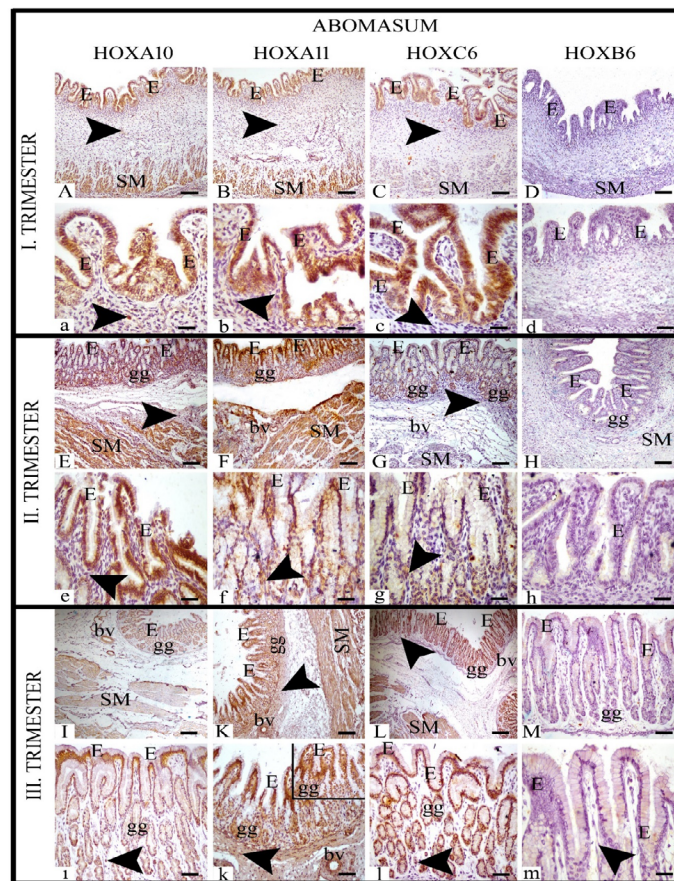 ABOMASUM
HOXA10 HOXA11 HOXC6 HOXB6
I. TRIMESTER
E E E E E E E E
A SM B SM C SM D SM
E E E E E E E E E
a b c d
II. TRIMESTER
E E E E E E E E
gg gg gg gg gg
bv bv SM
E SM F SM G SM H
E E E E E E E
e f g h
III. TRIMESTER
bv E gg E gg SM E E E E
E gg bv
SM gg
I K bv L SM M
E E E E E E E
gg gg gg gg E E
bv
i k l m